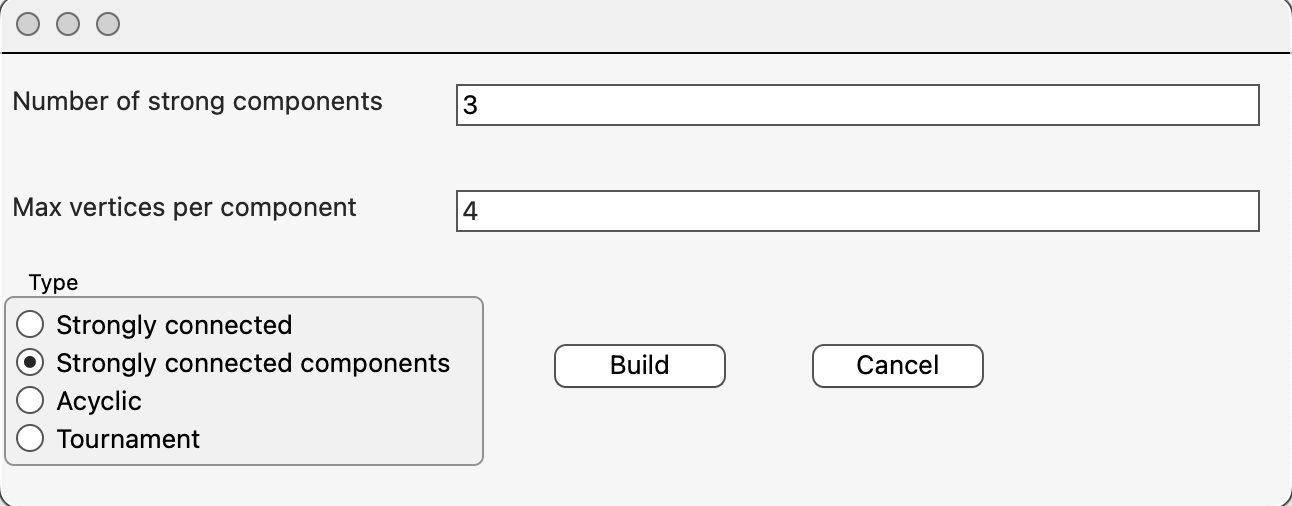 Number of strong components
3
Max vertices per component
4
Type
Strongly connected
Strongly connected components
Acyclic
Tournament
Build
Cancel